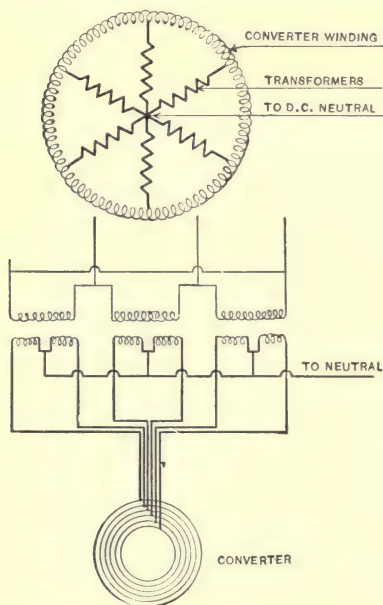 CONVERTER WINDING
TRANSFORMERS
TO D.C. NEUTRAL
TO NEUTRAL
CONVERTER